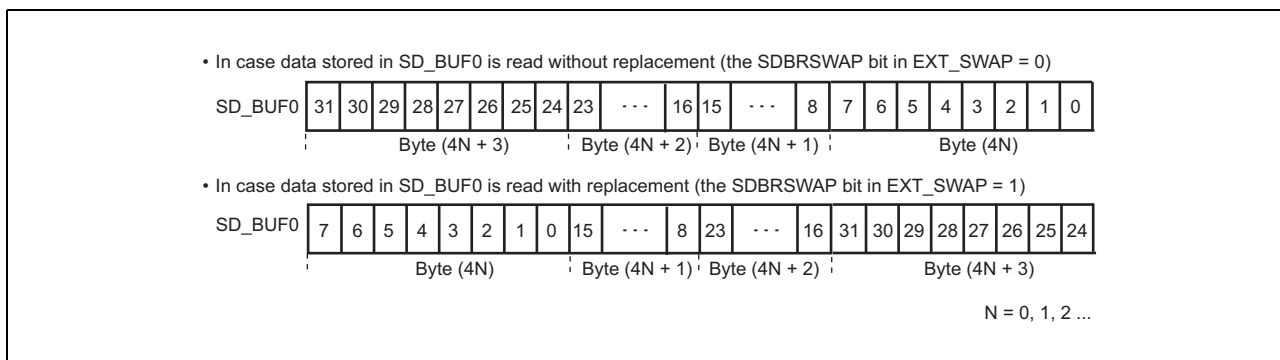 • In case data stored in SD_BUF0 is read without replacement (the SDBRSWAP bit in EXT_SWAP = 0)
SD_BUF0 31 30 29 28 27 26 25 24 23 - - - 16 15 - - - 8 7 6 5 4 3 2 1 0
Byte (4N + 3) Byte (4N + 2) Byte (4N + 1) Byte (4N)
• In case data stored in SD_BUF0 is read with replacement (the SDBRSWAP bit in EXT_SWAP = 1)
SD_BUF0 7 6 5 4 3 2 1 0 15 - - - 8 23 - - - 16 31 30 29 28 27 26 25 24
Byte (4N) Byte (4N + 1) Byte (4N + 2) Byte (4N + 3)
N = 0, 1, 2 ...